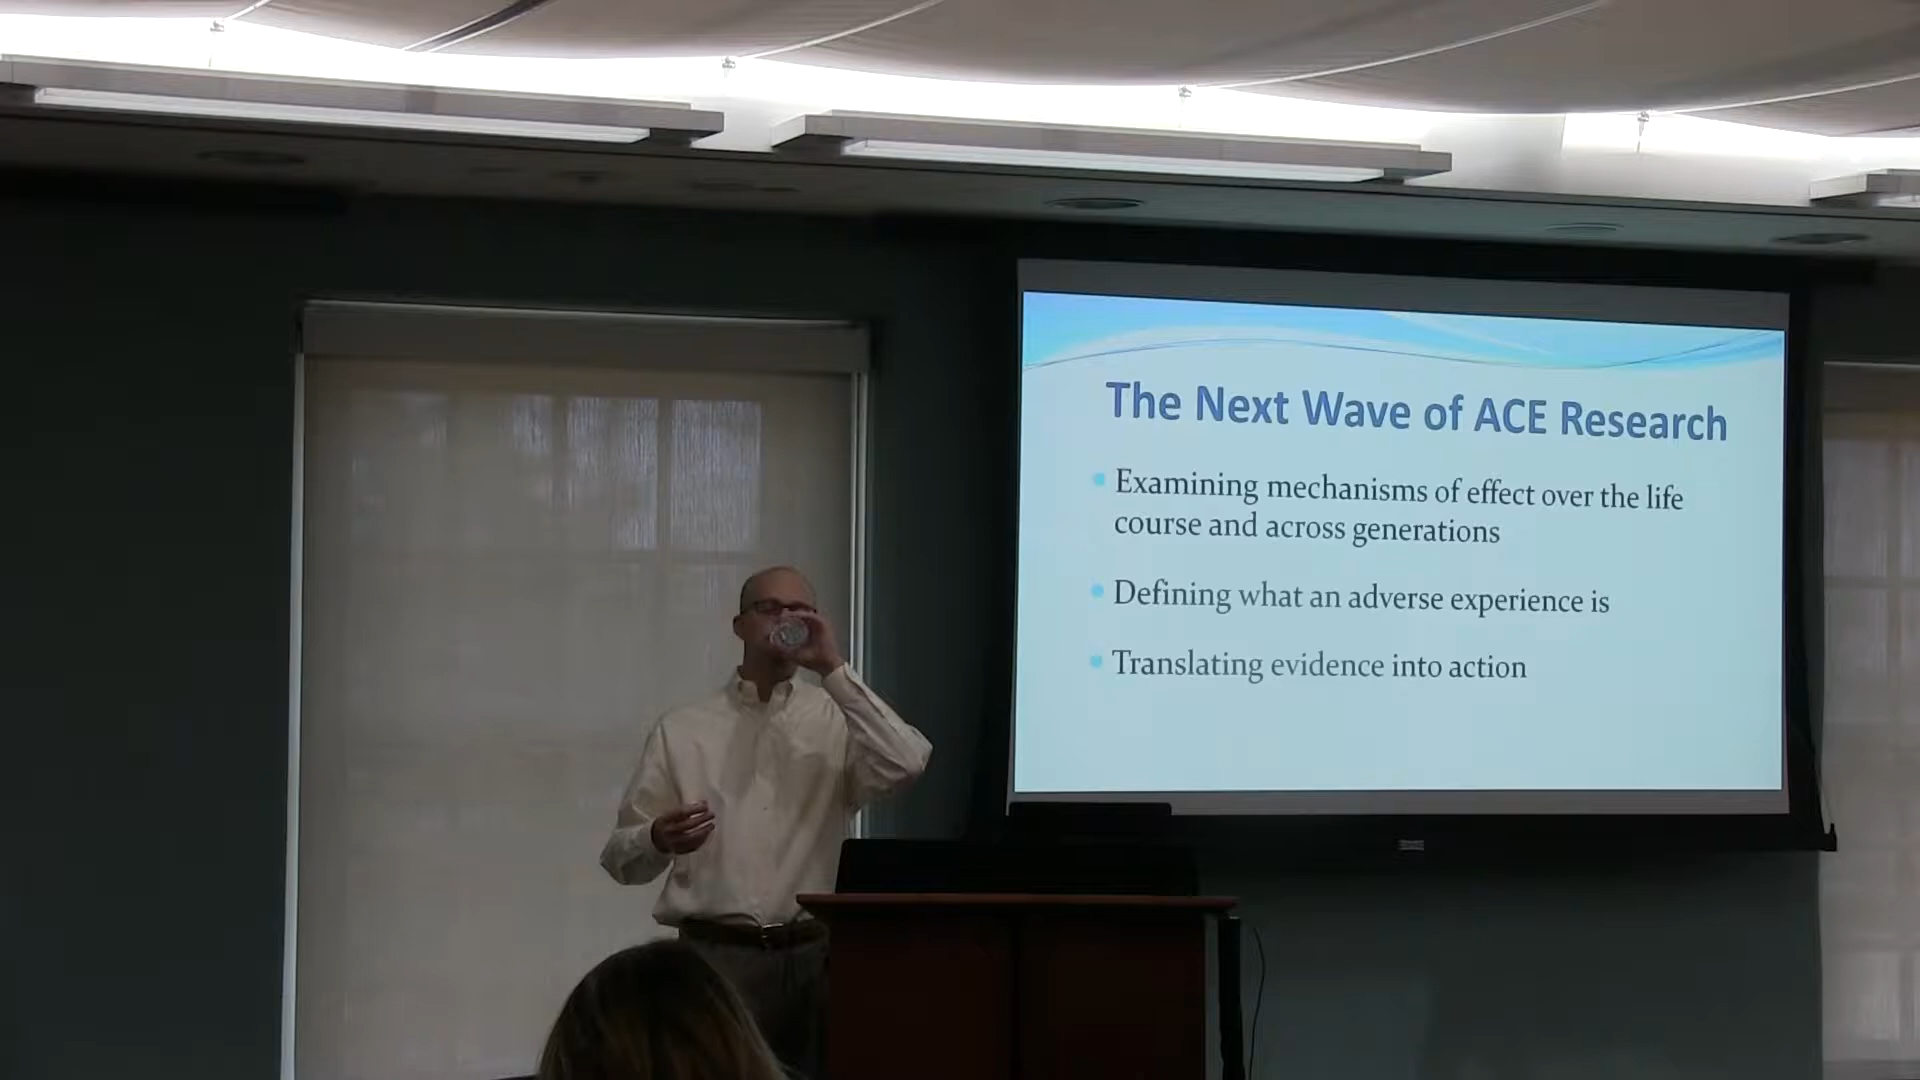 The Next Wave of ACE Research
Examining mechanisms of effect over the life
course and across generations
Defining what an adverse experience is
Translating evidence into action